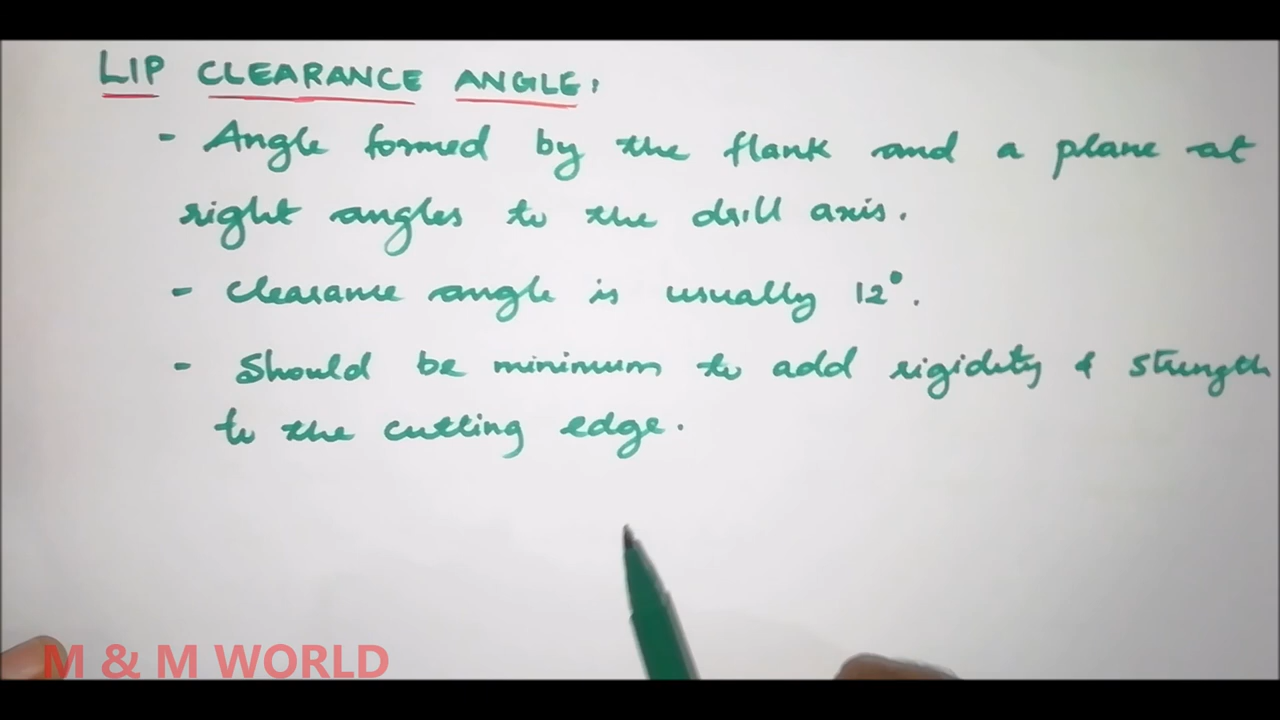 LIP CLEARANCE ANGLE:
- Angle formed by the flank and a plane at
right angles to the drill axis.
- Clearance angle is usually 12°.
- Should be minimum to add rigidity & strength
to the cutting edge.
M & M WORLD